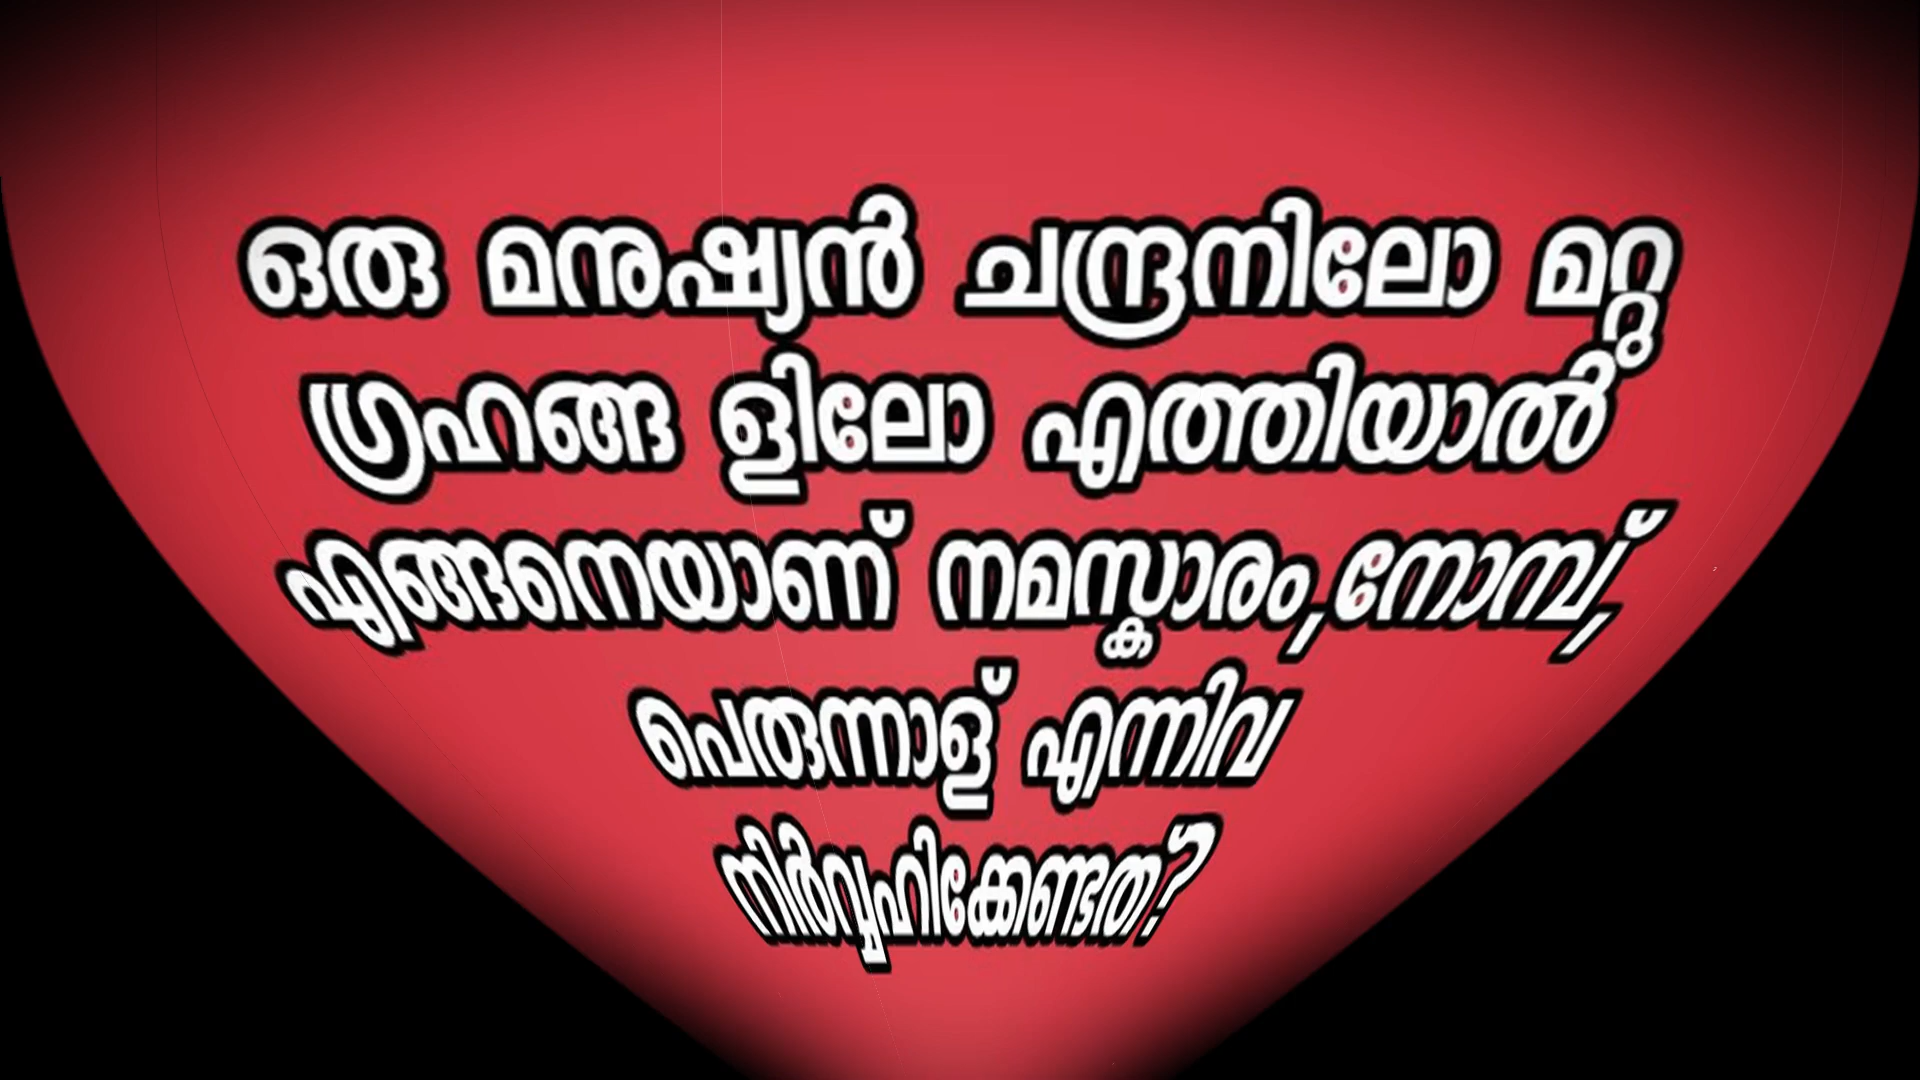 ഒരു മനുഷ്യൻ ചന്ദ്രനിലോ മറ്റു
ഗ്രഹങ്ങ ളിലോ എത്തിയാൽ
എങ്ങനെയാണ് നമസ്കാരം,നോമ്പ്,
പെരുന്നാള് എന്നിവ
നിർവ്വഹിക്കേണ്ടത?